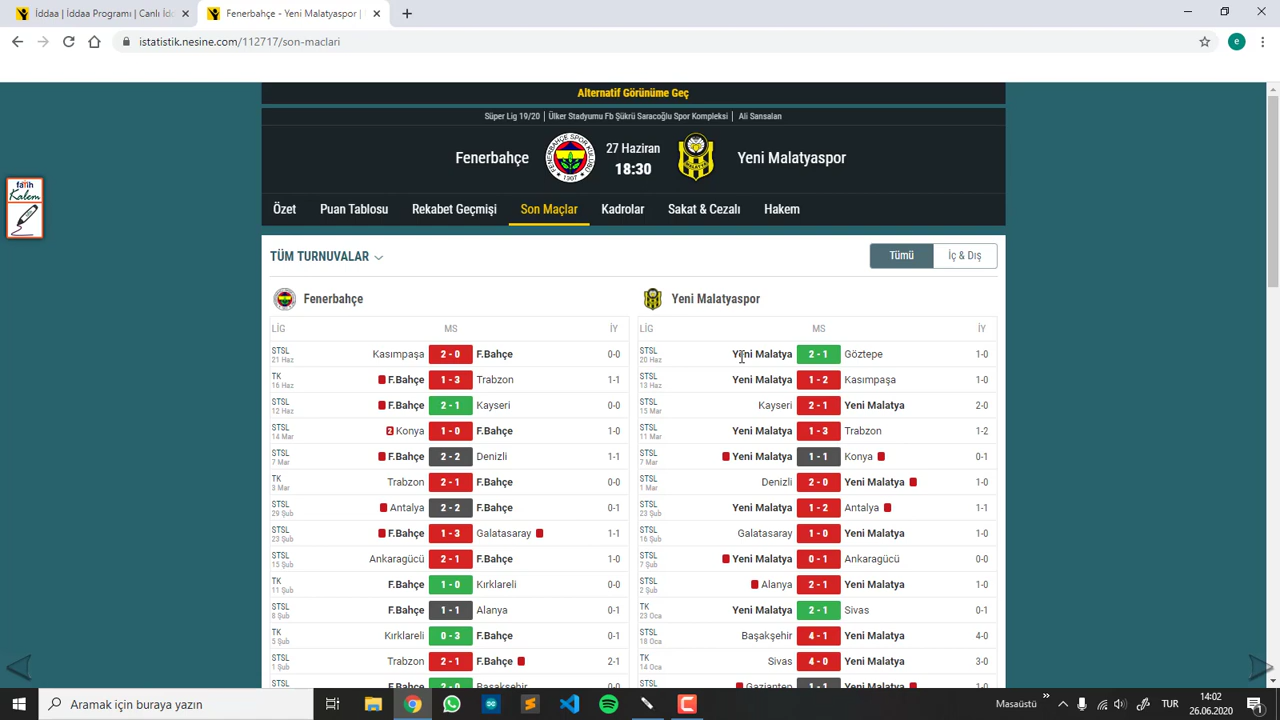 İddaa | İddaa Programı | Canlı İdd
Fenerbahçe - Yeni Malatyaspor |
istatistik.nesine.com/112717/son-maclari
e
Alternatif Görünüme Geç
Süper Lig 19/20 | Ülker Stadyumu Fb Şükrü Saracoğlu Spor Kompleksi | Ali Sansalan
Fenerbahçe 27 Haziran 18:30 Yeni Malatyaspor
fatih Kalem
Özet Puan Tablosu Rekabet Geçmişi Son Maçlar Kadrolar Sakat & Cezalı Hakem
TÜM TURNUVALAR Tümü İç & Dış
Fenerbahçe
LİG MS İY
STSL 21 Haz Kasımpaşa 2 - 0 F.Bahçe 0-0
TK 16 Haz F.Bahçe 1 - 3 Trabzon 1-1
STSL 12 Haz F.Bahçe 2 - 1 Kayseri 0-0
STSL 14 Mar 2 Konya 1 - 0 F.Bahçe 1-0
STSL 7 Mar F.Bahçe 2 - 2 Denizli 1-1
TK 3 Mar Trabzon 2 - 1 F.Bahçe 0-0
STSL 29 Şub Antalya 2 - 2 F.Bahçe 0-1
STSL 23 Şub F.Bahçe 1 - 3 Galatasaray 1-1
STSL 15 Şub Ankaragücü 2 - 1 F.Bahçe 1-0
TK 11 Şub F.Bahçe 1 - 0 Kırklareli 0-0
STSL 8 Şub F.Bahçe 1 - 1 Alanya 0-1
TK 5 Şub Kırklareli 0 - 3 F.Bahçe 0-1
STSL 1 Şub Trabzon 2 - 1 F.Bahçe 2-1
STSL F.Bahçe 2 - 0 Başakşehir
Yeni Malatyaspor
LİG MS İY
STSL 20 Haz Yeni Malatya 2 - 1 Göztepe 1-0
STSL 13 Haz Yeni Malatya 1 - 2 Kasımpaşa 1-0
STSL 15 Mar Kayseri 2 - 1 Yeni Malatya 2-0
STSL 11 Mar Yeni Malatya 1 - 3 Trabzon 1-2
STSL 7 Mar Yeni Malatya 1 - 1 Konya 0-1
STSL 1 Mar Denizli 2 - 0 Yeni Malatya 1-0
STSL 23 Şub Yeni Malatya 1 - 2 Antalya 1-1
STSL 16 Şub Galatasaray 1 - 0 Yeni Malatya 1-0
STSL 7 Şub Yeni Malatya 0 - 1 Ankaragücü 0-0
STSL 2 Şub Alanya 2 - 1 Yeni Malatya 1-0
TK 23 Oca Yeni Malatya 2 - 1 Sivas 0-1
STSL 18 Oca Başakşehir 4 - 1 Yeni Malatya 4-0
TK 14 Oca Sivas 4 - 0 Yeni Malatya 3-0
STSL Gaziantep 1 - 1 Yeni Malatya
Aramak için buraya yazın
Masaüstü
TUR
14:02
26.06.2020